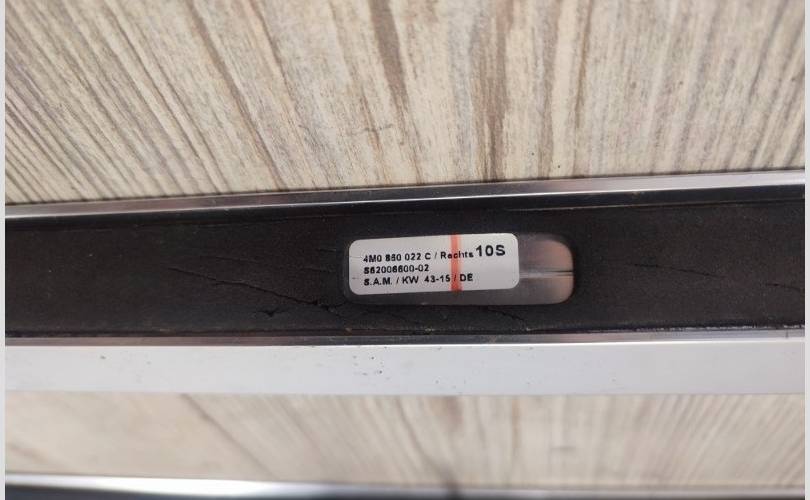 4M0 860 022 C / Rechts 10S
S62006600-02
S.A.M. / KW 43-15 / DE